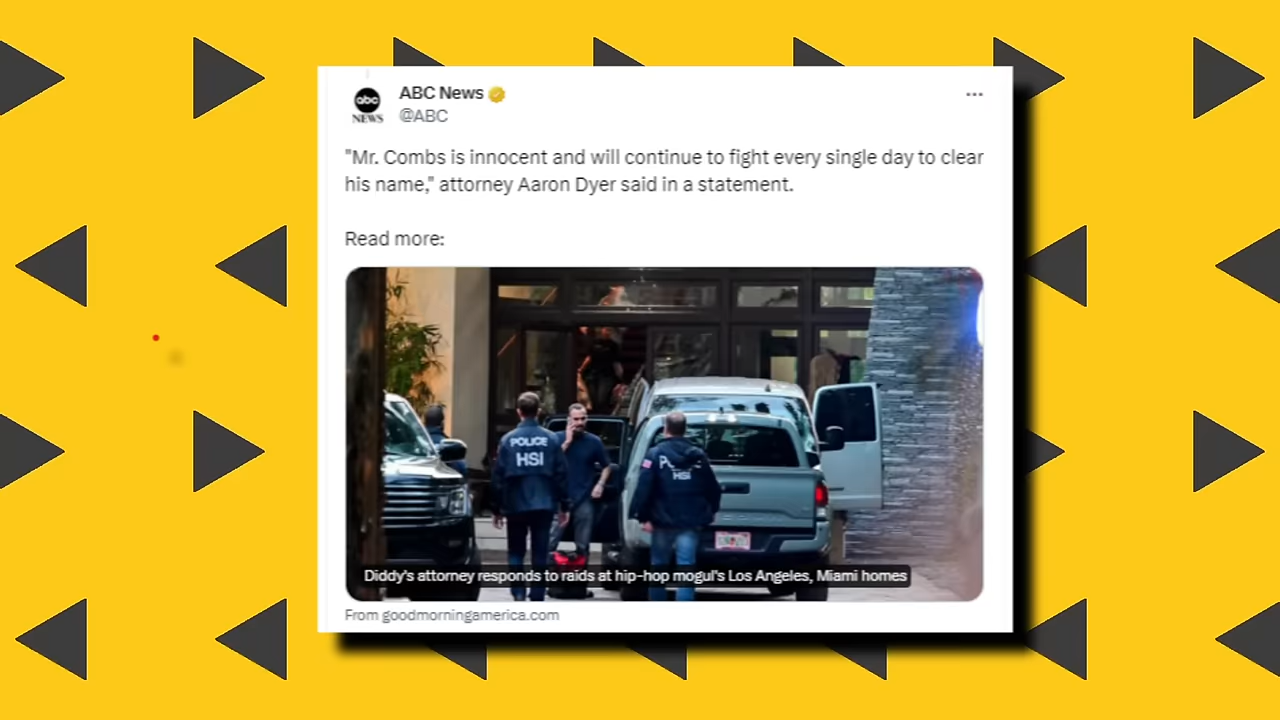 abc
NEWS
ABC News
@ABC
"Mr. Combs is innocent and will continue to fight every single day to clear
his name," attorney Aaron Dyer said in a statement.
Read more:
POLICE
HSI
HSI
Diddy's attorney responds to raids at hip-hop mogul's Los Angeles, Miami homes
From goodmorningamerica.com